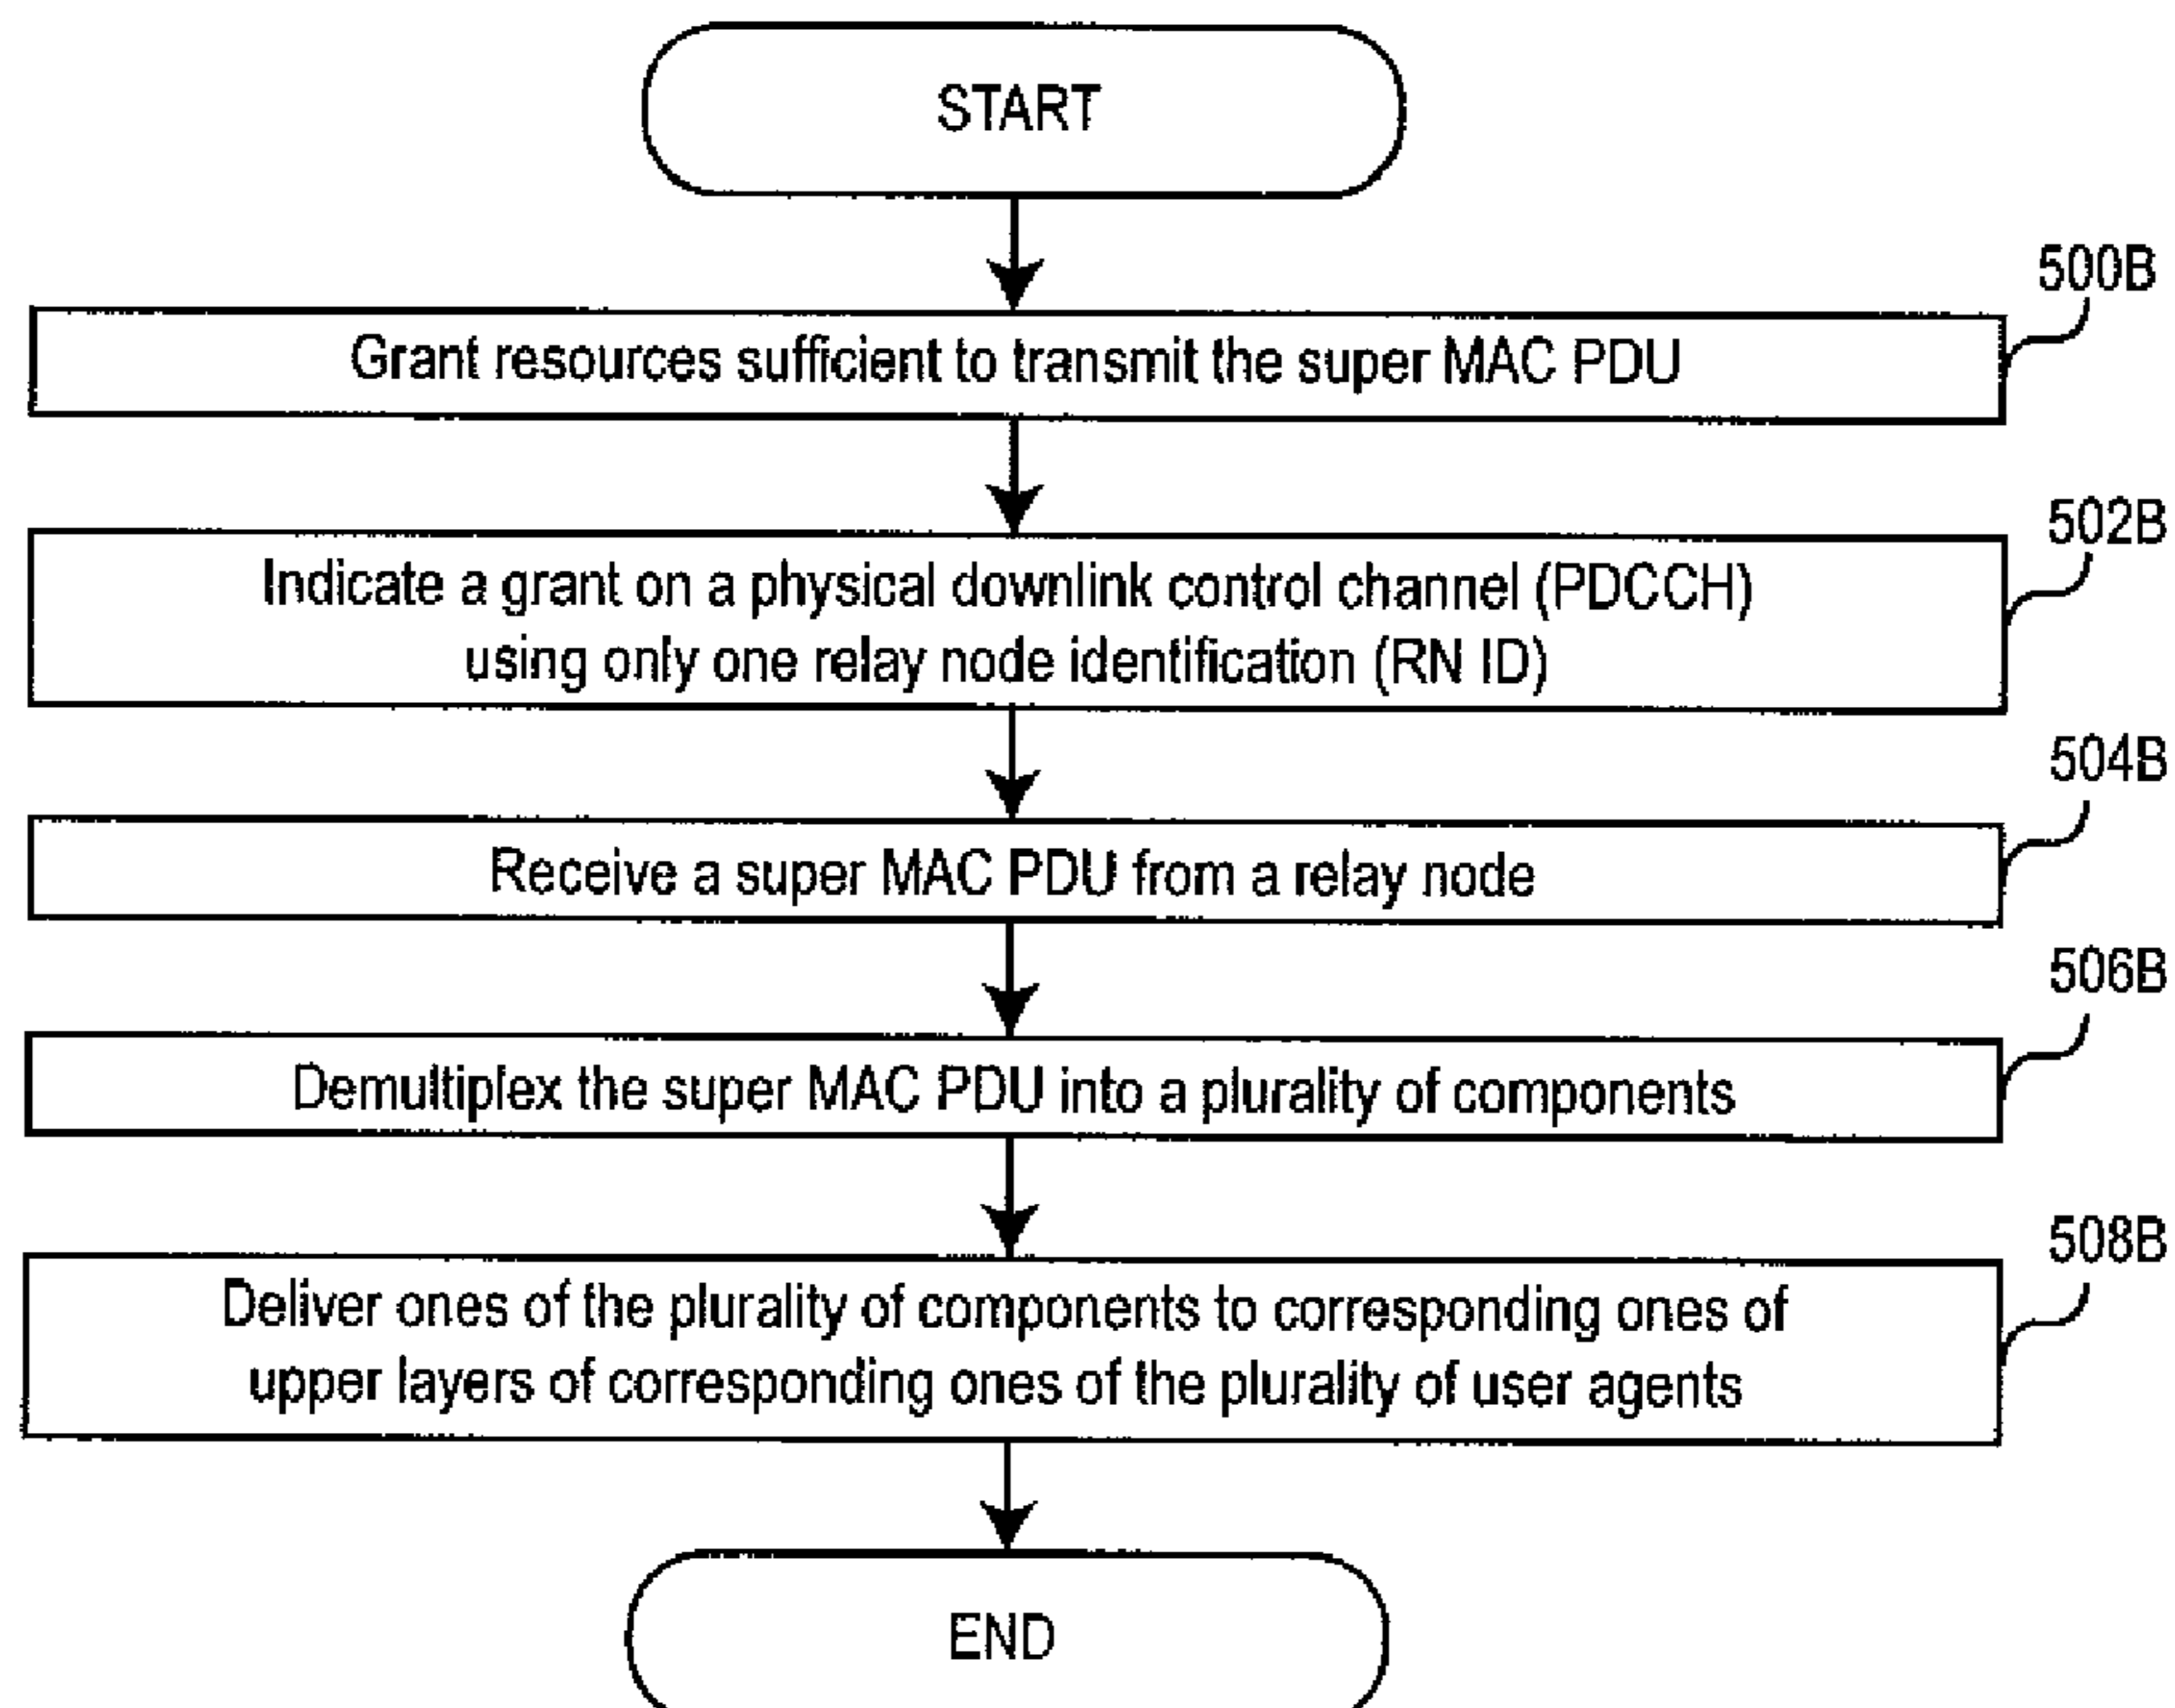 START
500B
Grant resources sufficient to transmit the super MAC PDU
502B
Indicate a grant on a physical downlink control channel (PDCCH)
using only one relay node identification (RN ID)
504B
Receive a super MAC PDU from a relay node
506B
Demultiplex the super MAC PDU into a plurality of components
508B
Deliver ones of the plurality of components to corresponding ones of
upper layers of corresponding ones of the plurality of user agents
END